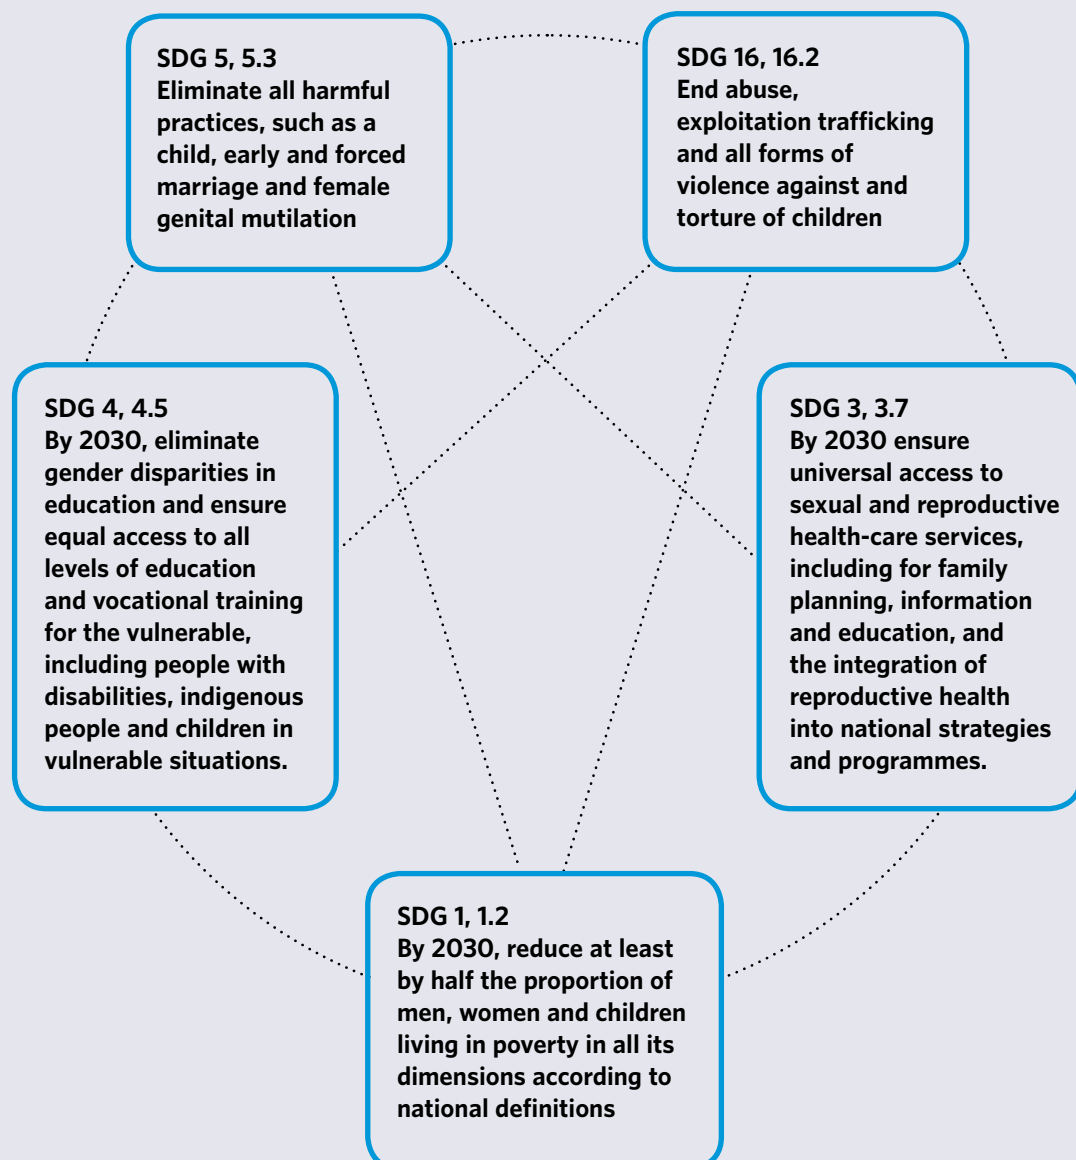 SDG 5, 5.3
Eliminate all harmful
practices, such as a
child, early and forced
marriage and female
genital mutilation
SDG 16, 16.2
End abuse,
exploitation trafficking
and all forms of
violence against and
torture of children
SDG 4, 4.5
By 2030, eliminate
gender disparities in
education and ensure
equal access to all
levels of education
and vocational training
for the vulnerable,
including people with
disabilities, indigenous
people and children in
vulnerable situations.
SDG 3, 3.7
By 2030 ensure
universal access to
sexual and reproductive
health-care services,
including for family
planning, information
and education, and
the integration of
reproductive health
into national strategies
and programmes.
SDG 1, 1.2
By 2030, reduce at least
by half the proportion of
men, women and children
living in poverty in all its
dimensions according to
national definitions